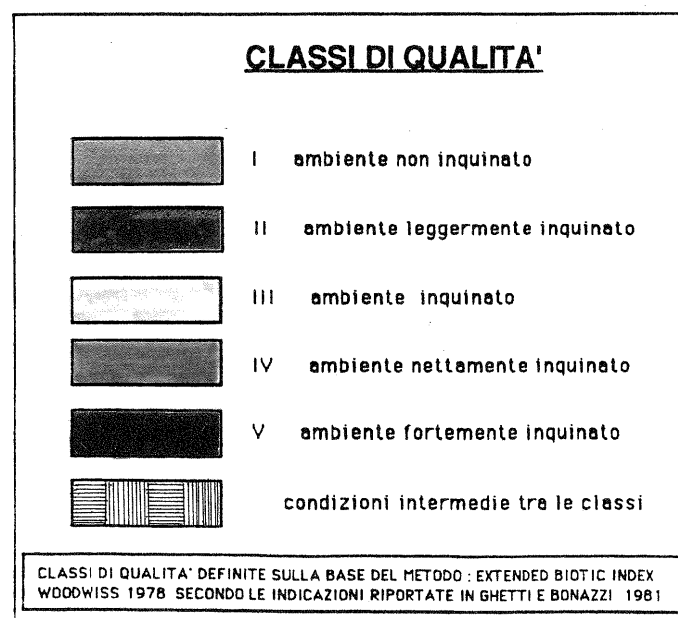 CLASSI DI QUALITA'
I ambiente non inquinato
II ambiente leggermente inquinato
III ambiente inquinato
IV ambiente nettamente inquinato
V ambiente fortemente inquinato
condizioni intermedie tra le classi
CLASSI DI QUALITA' DEFINITE SULLA BASE DEL METODO : EXTENDED BIOTIC INDEX
WOODWISS 1978 SECONDO LE INDICAZIONI RIPORTATE IN GHETTI E BONAZZI 1981